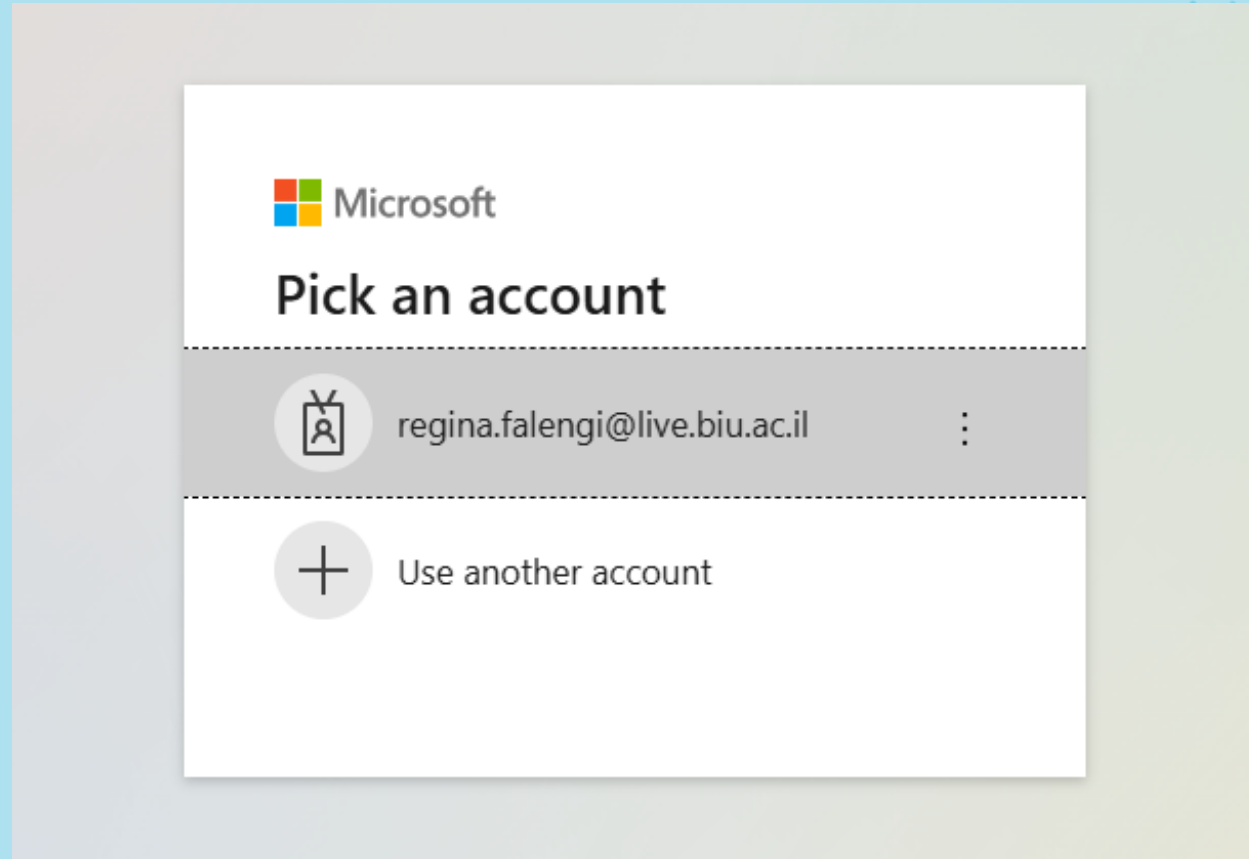 Microsoft
Pick an account
regina.falengi@live.biu.ac.il
Use another account